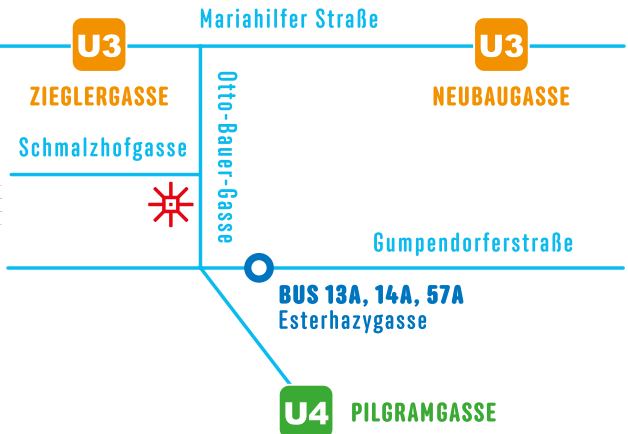 Mariahilfer Straße
U3
U3
ZIEGLERGASSE
NEUBAUGASSE
Otto-Bauer-Gasse
Schmalzhofgasse
Gumpendorferstraße
BUS 13A, 14A, 57A
Esterhazygasse
U4 PILGRAMGASSE